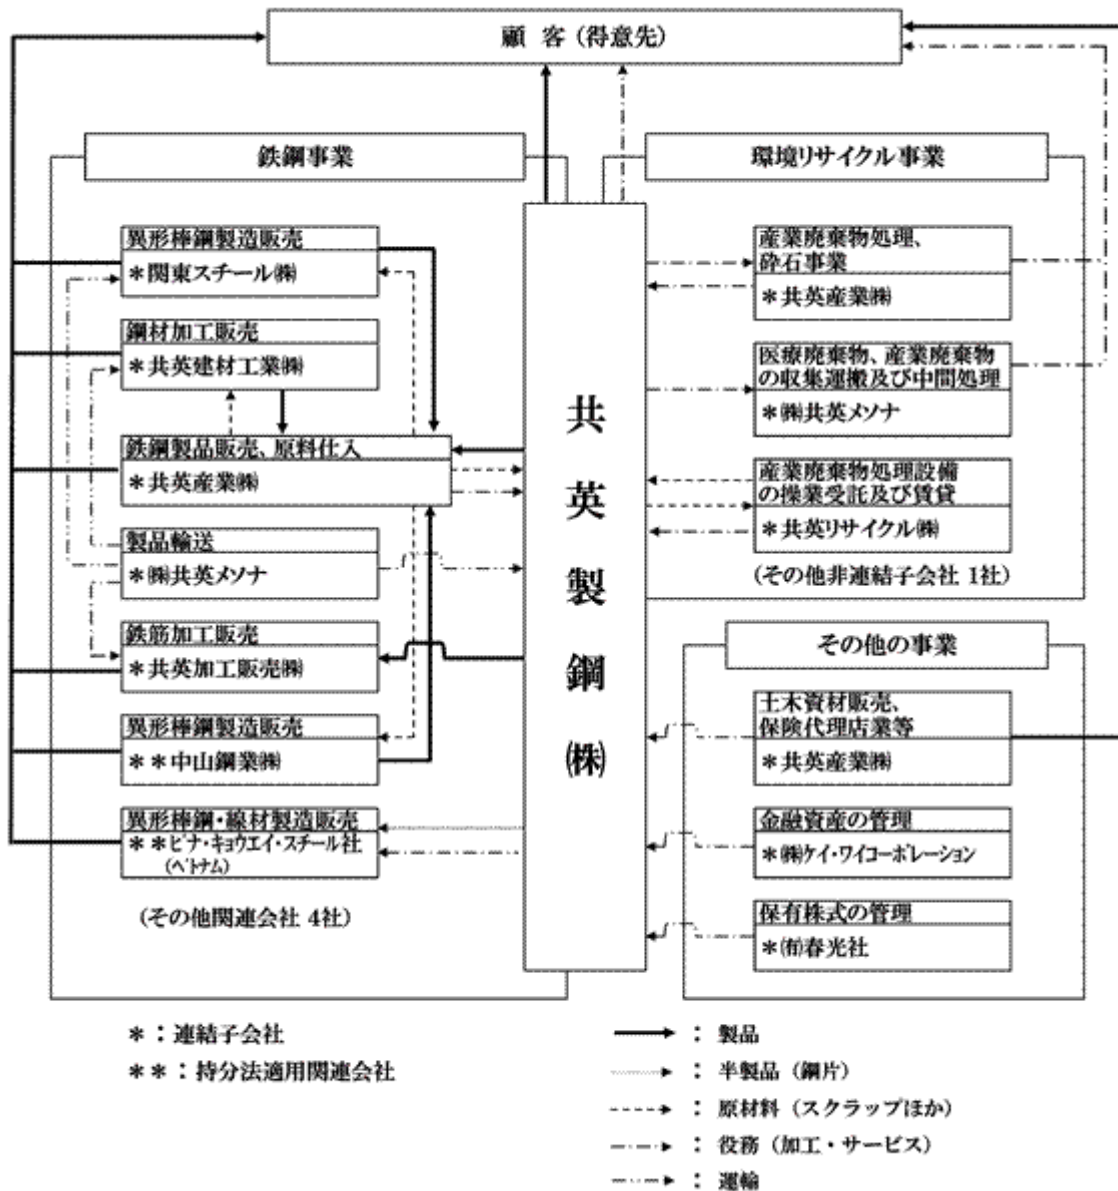 顧 客 (得意先)
鉄鋼事業
異形棒鋼製造販売
＊関東スチール㈱
鋼材加工販売
＊共英建材工業㈱
鉄鋼製品販売、原料仕入
＊共英産業㈱
製品輸送
＊㈱共英メソナ
鉄筋加工販売
＊共英加工販売㈱
異形棒鋼製造販売
＊＊中山鋼業㈱
異形棒鋼・線材製造販売
＊＊ビナ・キョウエイ・スチール社
(ベトナム)
(その他関連会社 4社)
共英製鋼㈱
環境リサイクル事業
産業廃棄物処理、
砕石事業
＊共英産業㈱
医療廃棄物、産業廃棄物
の収集運搬及び中間処理
＊㈱共英メソナ
産業廃棄物処理設備
の操業受託及び賃貸
＊共英リサイクル㈱
(その他非連結子会社 1社)
その他の事業
土木資材販売、
保険代理店業等
＊共英産業㈱
金融資産の管理
＊㈱ケイ・ワイコーポレーション
保有株式の管理
＊㈲春光社
＊：連結子会社
＊＊：持分法適用関連会社
： 製品
： 半製品 (鋼片)
： 原材料 (スクラップほか)
： 役務 (加工・サービス)
： 運輸